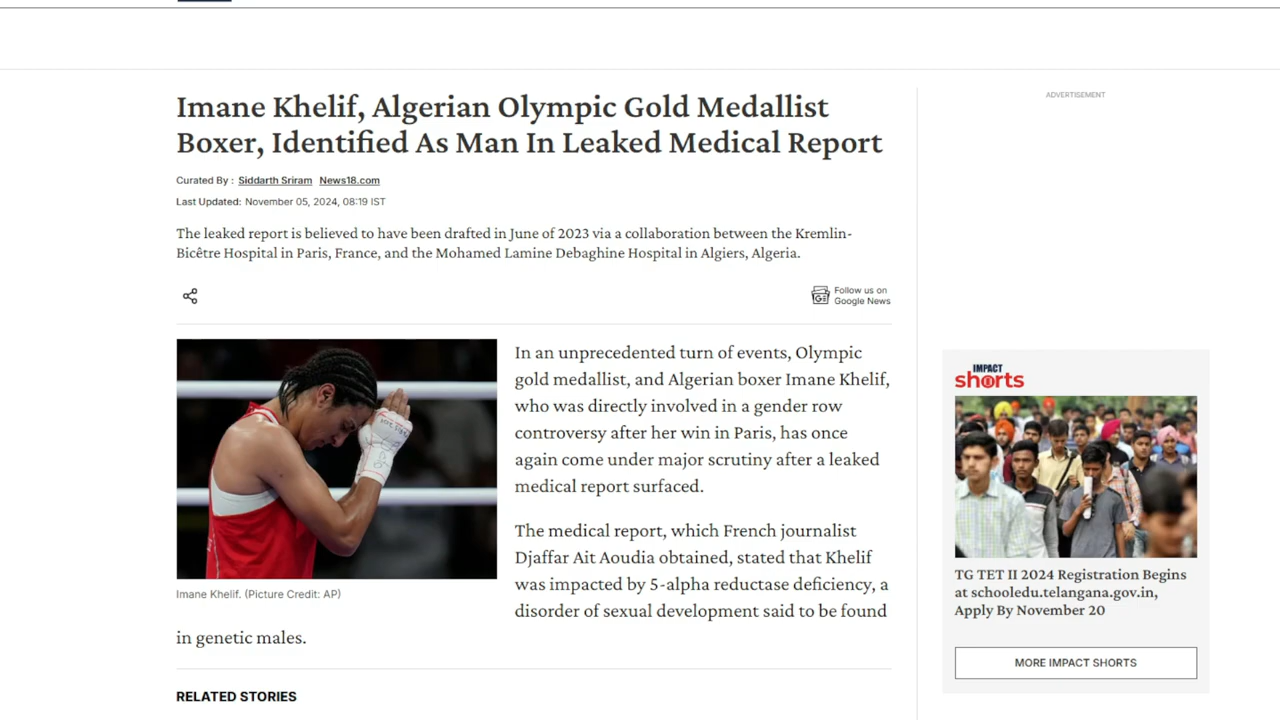 Imane Khelif, Algerian Olympic Gold Medallist
Boxer, Identified As Man In Leaked Medical Report
Curated By : Siddarth Sriram News18.com
Last Updated: November 05, 2024, 08:19 IST
The leaked report is believed to have been drafted in June of 2023 via a collaboration between the Kremlin-
Bicêtre Hospital in Paris, France, and the Mohamed Lamine Debaghine Hospital in Algiers, Algeria.
Follow us on
Google News
In an unprecedented turn of events, Olympic
gold medallist, and Algerian boxer Imane Khelif,
who was directly involved in a gender row
controversy after her win in Paris, has once
again come under major scrutiny after a leaked
medical report surfaced.
The medical report, which French journalist
Djaffar Ait Aoudia obtained, stated that Khelif
was impacted by 5-alpha reductase deficiency, a
disorder of sexual development said to be found
in genetic males.
Imane Khelif. (Picture Credit: AP)
RELATED STORIES
ADVERTISEMENT
IMPACT
shorts
TG TET II 2024 Registration Begins
at schooledu.telangana.gov.in,
Apply By November 20
MORE IMPACT SHORTS